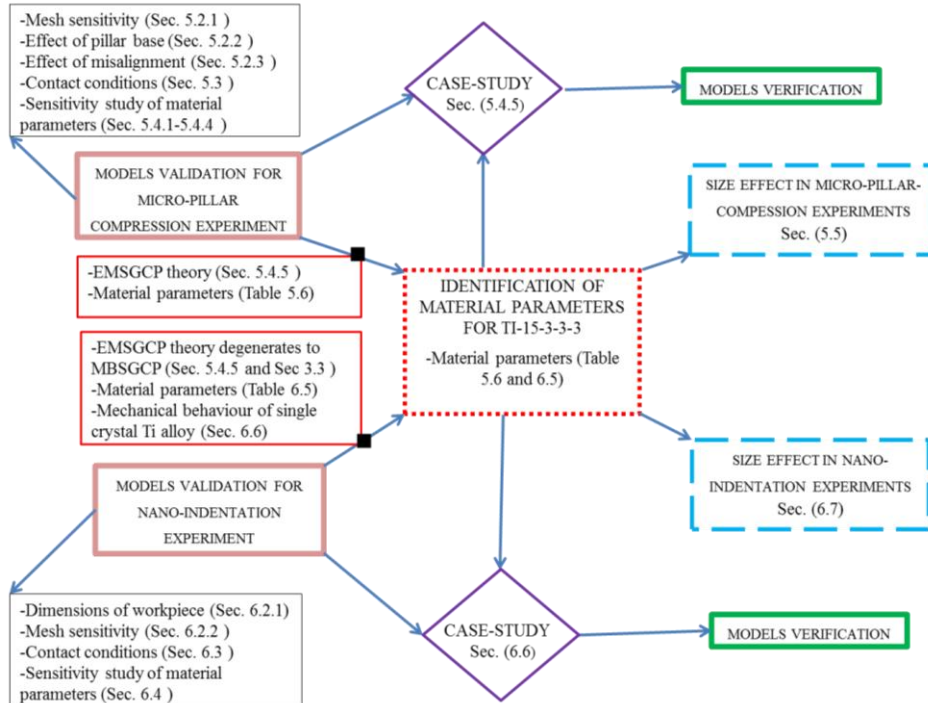 -Mesh sensitivity (Sec. 5.2.1 )
-Effect of pillar base (Sec. 5.2.2 )
-Effect of misalignment (Sec. 5.2.3 )
-Contact conditions (Sec. 5.3 )
-Sensitivity study of material
parameters (Sec. 5.4.1-5.4.4 )
CASE-STUDY
Sec. (5.4.5)
MODELS VERIFICATION
MODELS VALIDATION FOR
MICRO-PILLAR
COMPRESSION EXPERIMENT
SIZE EFFECT IN MICRO-PILLAR-
COMPESSION EXPERIMENTS
Sec. (5.5)
-EMSGCP theory (Sec. 5.4.5 )
-Material parameters (Table 5.6)
IDENTIFICATION OF
MATERIAL PARAMETERS
FOR TI-15-3-3-3
-Material parameters (Table
5.6 and 6.5)
-EMSGCP theory degenerates to
MBSGCP (Sec. 5.4.5 and Sec 3.3 )
-Material parameters (Table 6.5)
-Mechanical behaviour of single
crystal Ti alloy (Sec. 6.6)
SIZE EFFECT IN NANO-
INDENTATION EXPERIMENTS
Sec. (6.7)
MODELS VALIDATION FOR
NANO-INDENTATION
EXPERIMENT
-Dimensions of workpiece (Sec. 6.2.1)
-Mesh sensitivity (Sec. 6.2.2 )
-Contact conditions (Sec. 6.3 )
-Sensitivity study of material
parameters (Sec. 6.4 )
CASE-STUDY
Sec. (6.6)
MODELS VERIFICATION